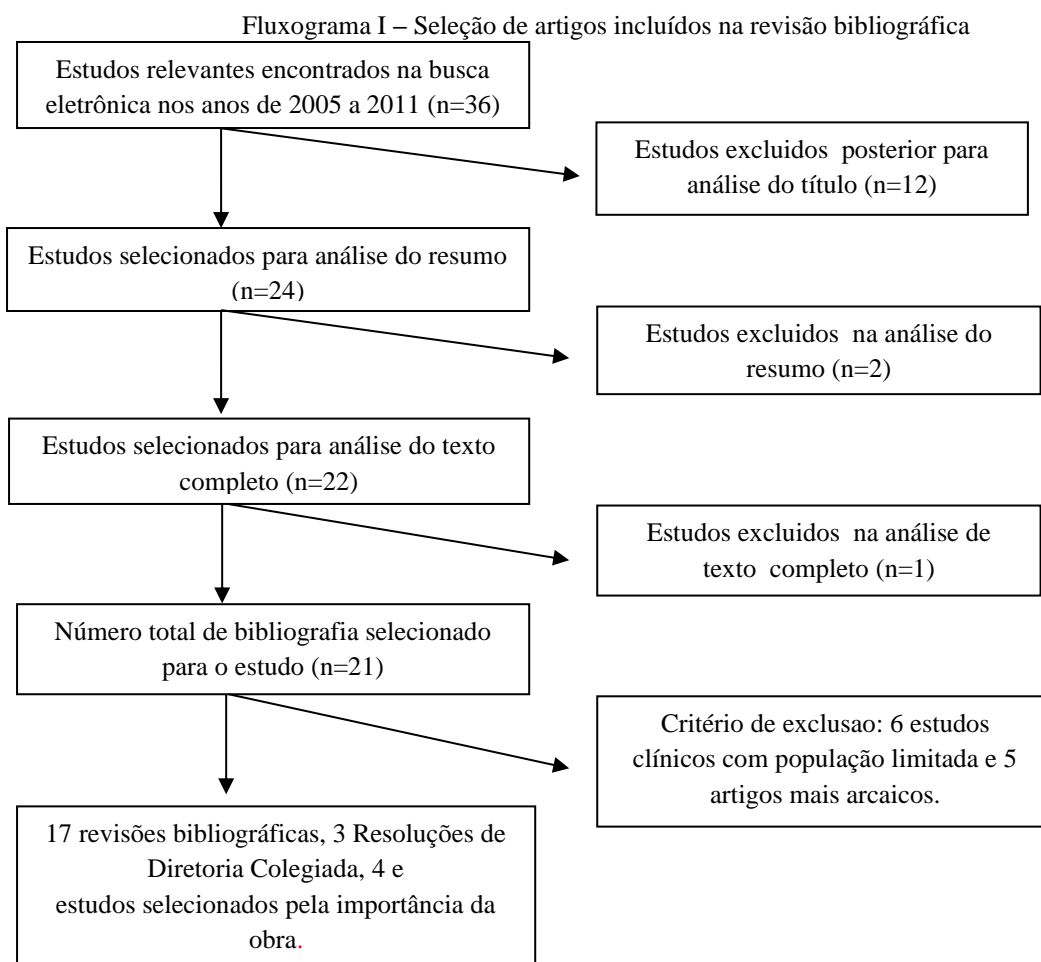 Fluxograma I – Seleção de artigos incluídos na revisão bibliográfica
Estudos relevantes encontrados na busca
eletrônica nos anos de 2005 a 2011 (n=36)
Estudos excluidos posterior para
análise do título (n=12)
Estudos selecionados para análise do resumo
(n=24)
Estudos excluidos na análise do
resumo (n=2)
Estudos selecionados para análise do texto
completo (n=22)
Estudos excluidos na análise de
texto completo (n=1)
Número total de bibliografia selecionado
para o estudo (n=21)
Critério de exclusao: 6 estudos
clínicos com população limitada e 5
artigos mais arcaicos.
17 revisões bibliográficas, 3 Resoluções de
Diretoria Colegiada, 4 e
estudos selecionados pela importância da
obra.